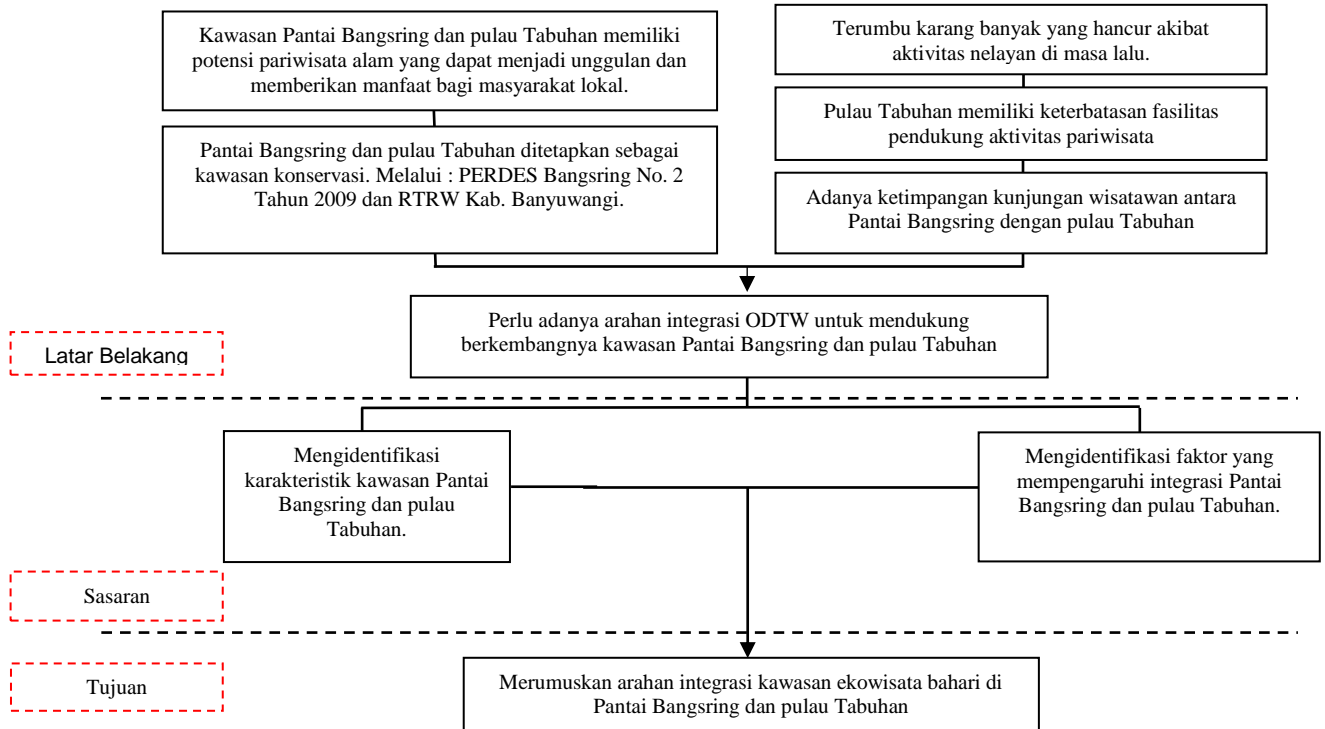 Kawasan Pantai Bangsring dan pulau Tabuhan memiliki
potensi pariwisata alam yang dapat menjadi unggulan dan
memberikan manfaat bagi masyarakat lokal.
Pantai Bangsring dan pulau Tabuhan ditetapkan sebagai
kawasan konservasi. Melalui : PERDES Bangsring No. 2
Tahun 2009 dan RTRW Kab. Banyuwangi.
Terumbu karang banyak yang hancur akibat
aktivitas nelayan di masa lalu.
Pulau Tabuhan memiliki keterbatasan fasilitas
pendukung aktivitas pariwisata
Adanya ketimpangan kunjungan wisatawan antara
Pantai Bangsring dengan pulau Tabuhan
Perlu adanya arahan integrasi ODTW untuk mendukung
berkembangnya kawasan Pantai Bangsring dan pulau Tabuhan
Latar Belakang
Mengidentifikasi
karakteristik kawasan Pantai
Bangsring dan pulau
Tabuhan.
Mengidentifikasi faktor yang
mempengaruhi integrasi Pantai
Bangsring dan pulau Tabuhan.
Sasaran
Tujuan
Merumuskan arahan integrasi kawasan ekowisata bahari di
Pantai Bangsring dan pulau Tabuhan